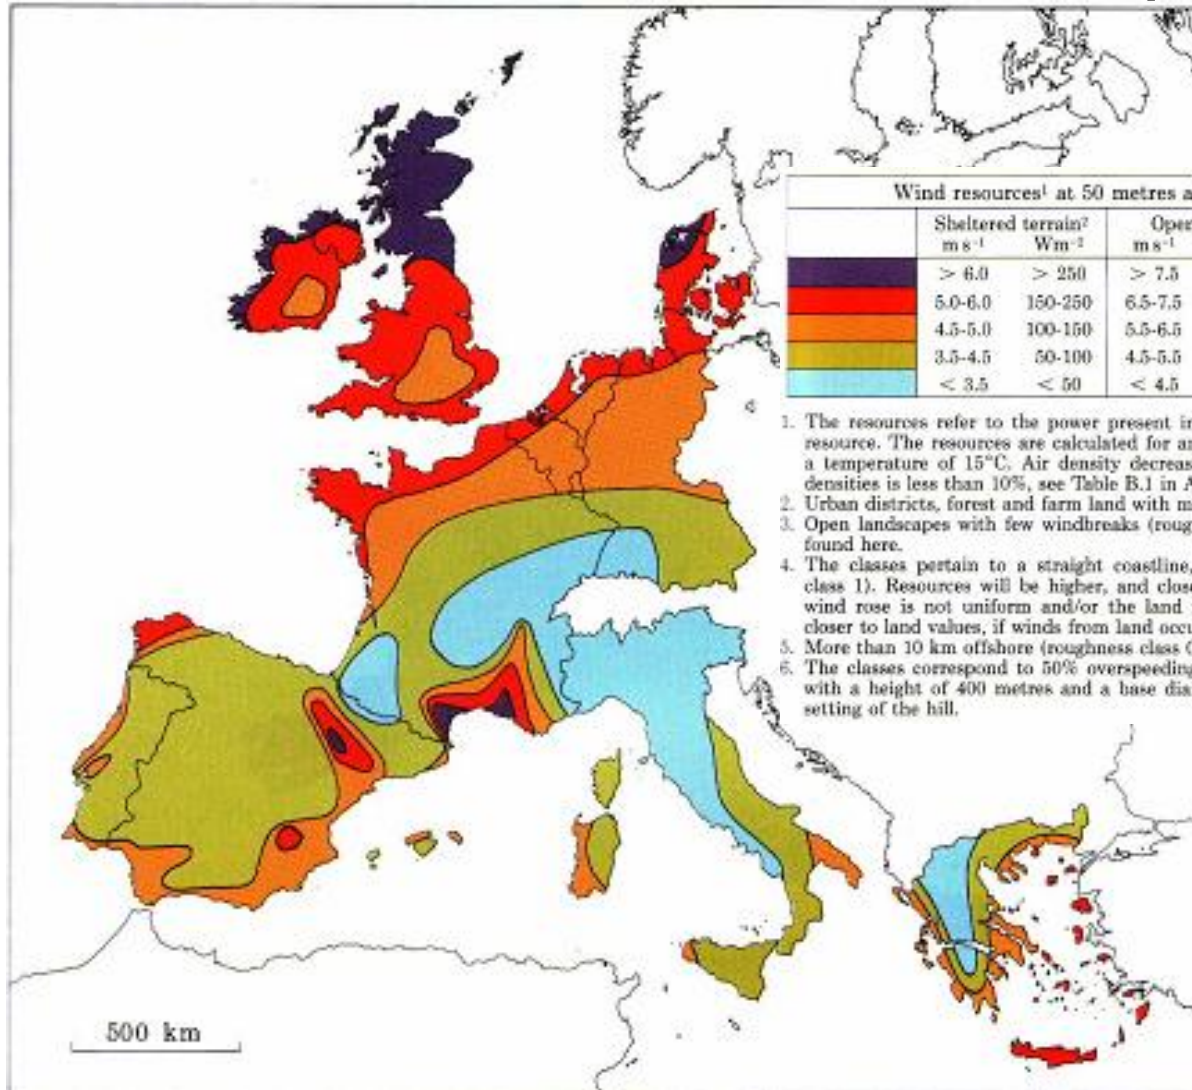 Wind resources¹ at 50 metres a
Sheltered terrain² Oper
m s⁻¹ Wm⁻² m s⁻¹
> 6.0 > 250 > 7.5
5.0-6.0 150-250 6.5-7.5
4.5-5.0 100-150 5.5-6.5
3.5-4.5 50-100 4.5-5.5
< 3.5 < 50 < 4.5
1. The resources refer to the power present in
resource. The resources are calculated for an
a temperature of 15°C. Air density decreas
densities is less than 10%, see Table B.1 in A
2. Urban districts, forest and farm land with m
3. Open landscapes with few windbreaks (roug
found here.
4. The classes pertain to a straight coastline,
class 1). Resources will be higher, and close
wind rose is not uniform and/or the land
closer to land values, if winds from land occu
5. More than 10 km offshore (roughness class 0
6. The classes correspond to 50% overspeeding
with a height of 400 metres and a base dia
setting of the hill.
500 km